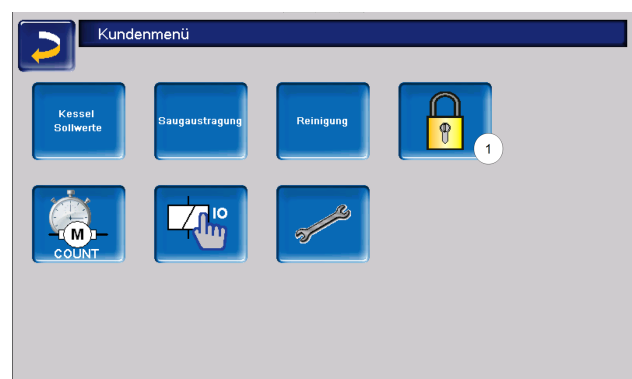 Kundenmenü
Kessel
Sollwerte
Saugaustragung
Reinigung
1
M
COUNT
IO